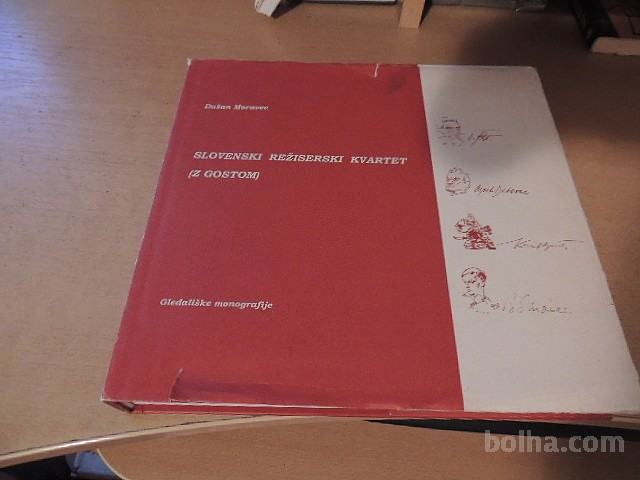 Dušan Moravec
SLOVENSKI REŽISERSKI KVARTET
(Z GOSTOM)
Gledališke monografije
bolha.com